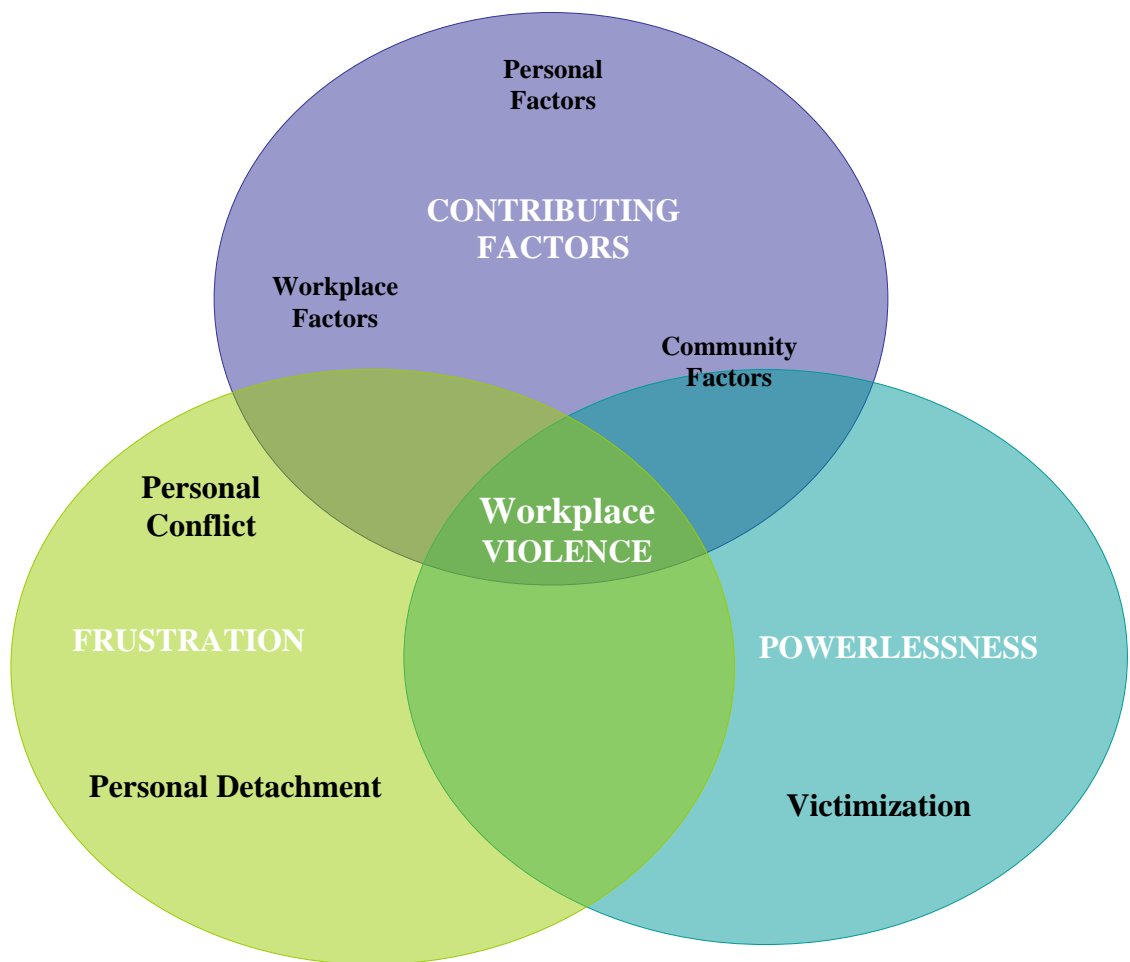 Personal
Factors
CONTRIBUTING
FACTORS
Workplace
Factors
Community
Factors
Personal
Conflict
Workplace
VIOLENCE
FRUSTRATION
POWERLESSNESS
Personal Detachment
Victimization